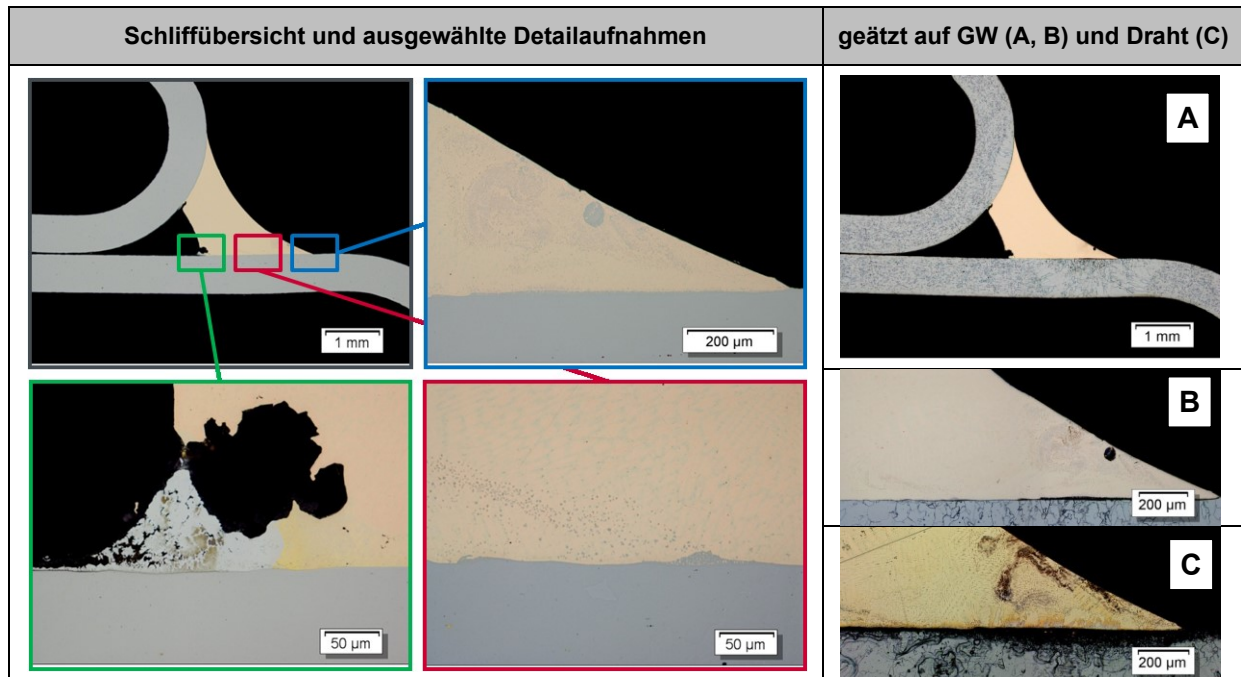 Schliffübersicht und ausgewählte Detailaufnahmen
geätzt auf GW (A, B) und Draht (C)
1 mm
200 µm
A
1 mm
50 µm
50 µm
B
200 µm
C
200 µm